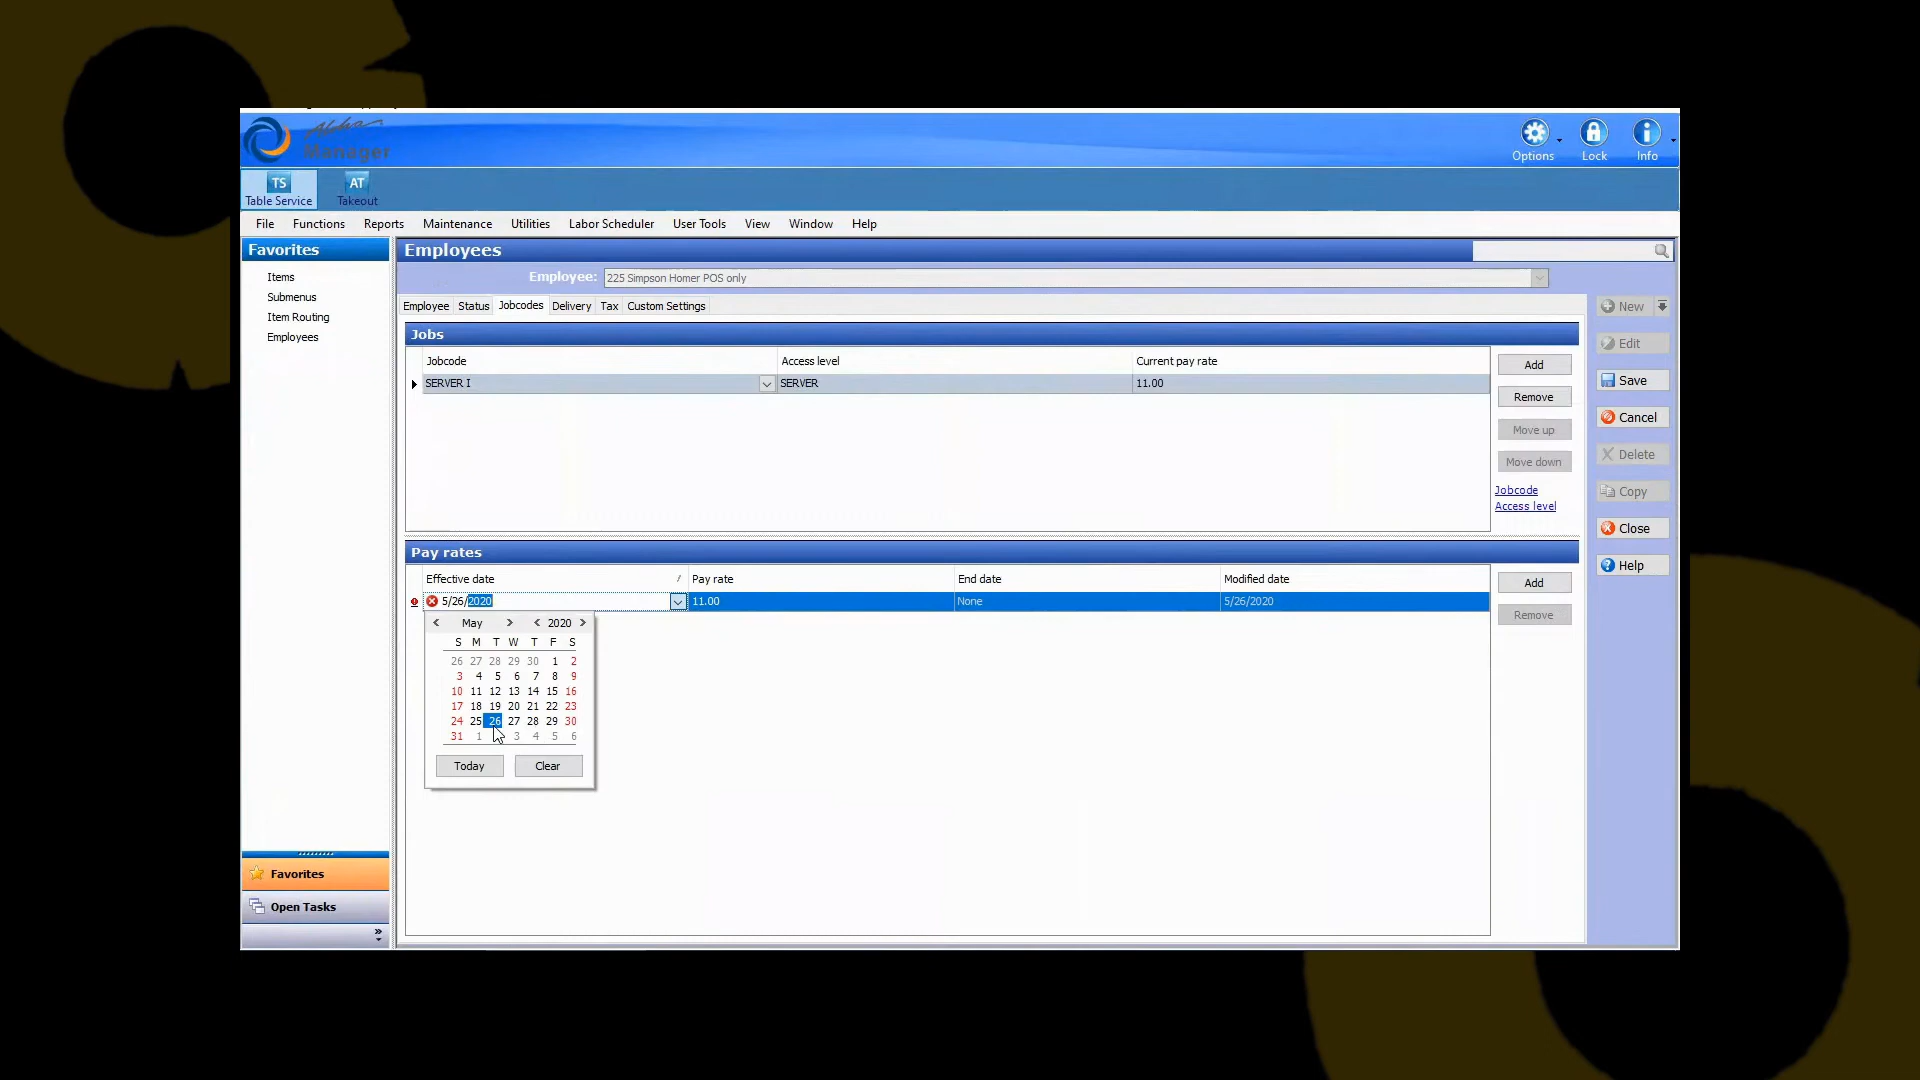 Aloha
Manager
Options
Lock
Info
TS
Table Service
AT
Takeout
File Functions Reports Maintenance Utilities Labor Scheduler User Tools View Window Help
Favorites
Items
Submenus
Item Routing
Employees
Favorites
Open Tasks
Employees
Employee: 225 Simpson Homer POS only
Employee Status Jobcodes Delivery Tax Custom Settings
Jobs
Jobcode Access level Current pay rate
SERVER I SERVER 11.00
Add
Remove
Move up
Move down
Jobcode
Access level
Pay rates
Effective date Pay rate End date Modified date
5/26/2020 11.00 None 5/26/2020
Add
Remove
< May > < 2020 >
S M T W T F S
26 27 28 29 30 1 2
3 4 5 6 7 8 9
10 11 12 13 14 15 16
17 18 19 20 21 22 23
24 25 26 27 28 29 30
31 1 3 4 5 6
Today Clear
New
Edit
Save
Cancel
Delete
Copy
Close
Help